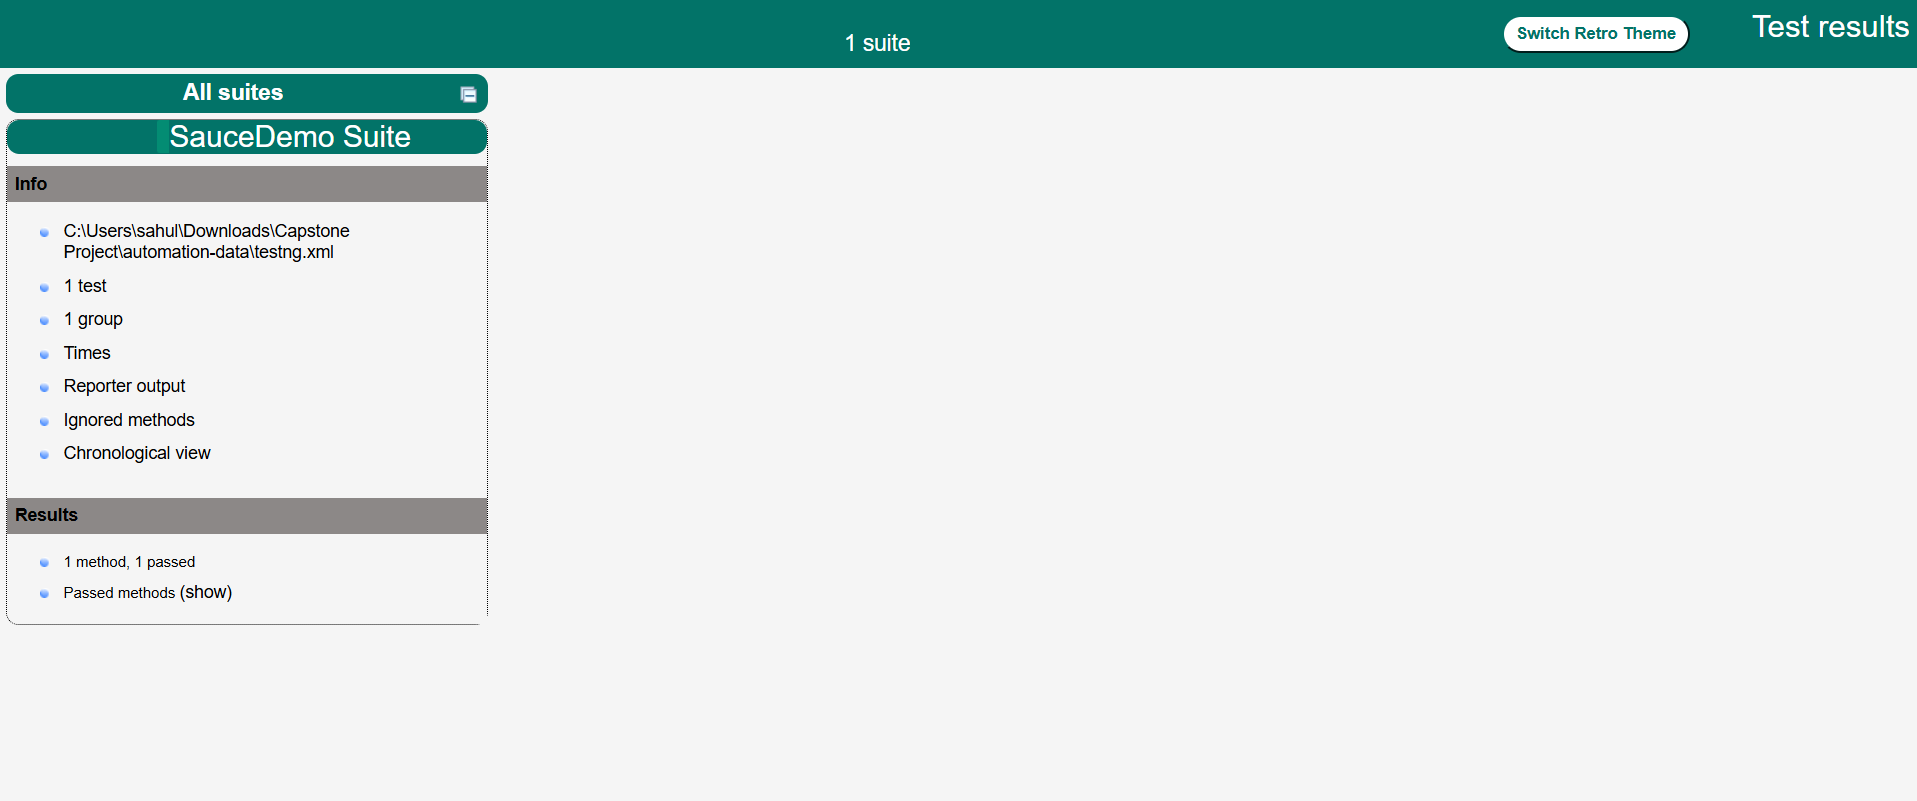 1 suite
Switch Retro Theme
Test results
All suites
SauceDemo Suite
Info
C:\Users\sahul\Downloads\Capstone
Project\automation-data\testng.xml
1 test
1 group
Times
Reporter output
Ignored methods
Chronological view
Results
1 method, 1 passed
Passed methods (show)